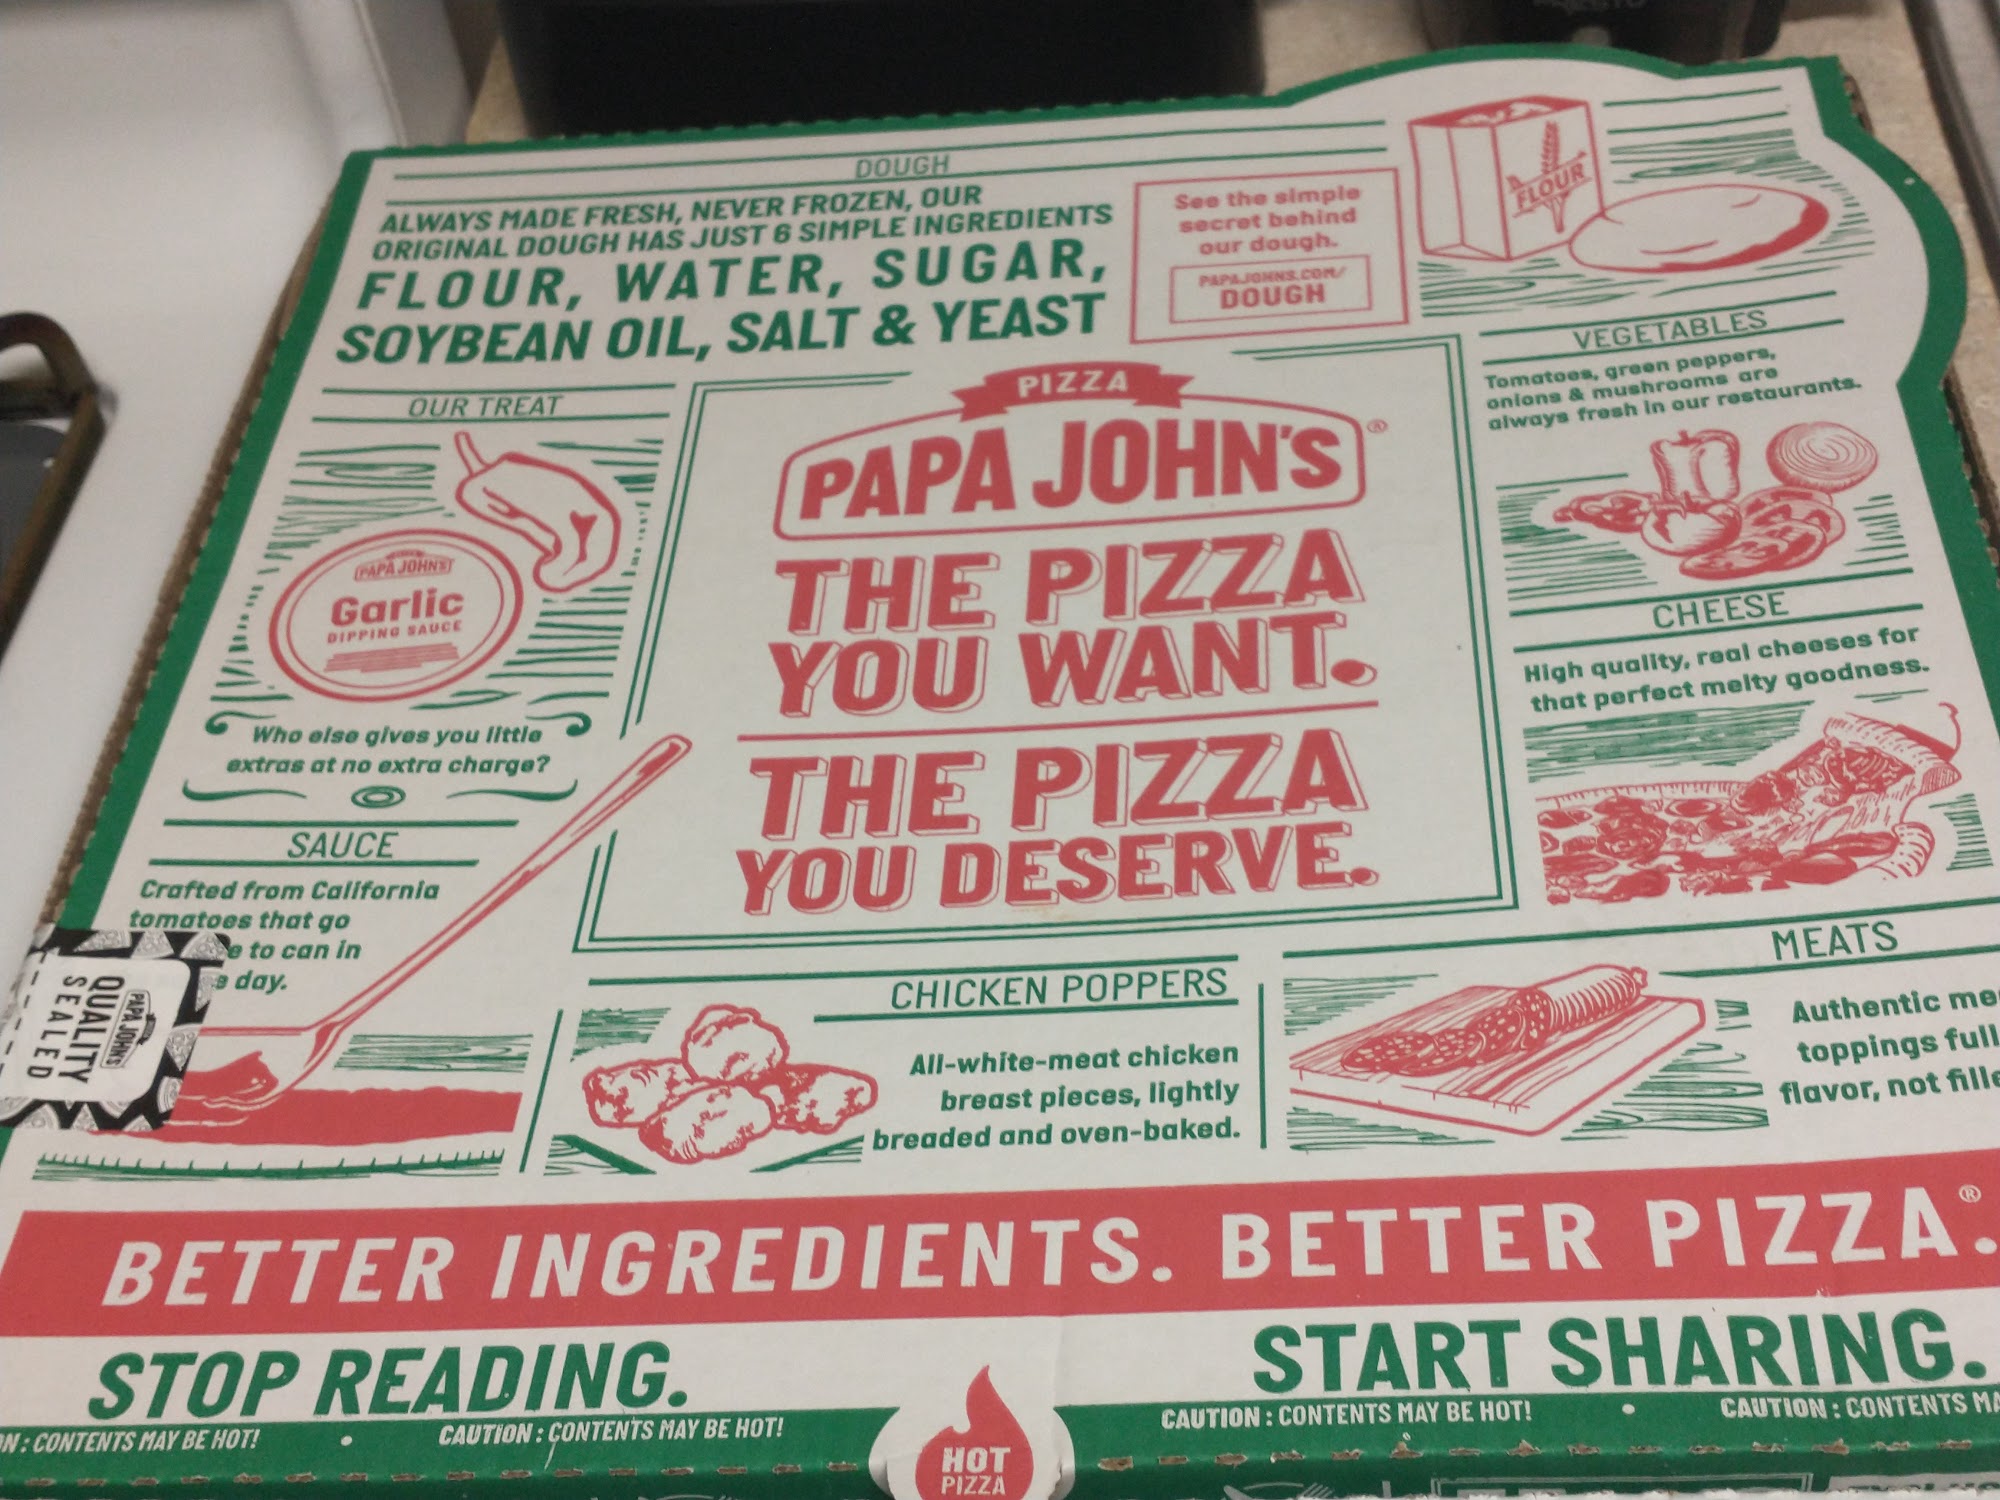 DOUGH
ALWAYS MADE FRESH, NEVER FROZEN, OUR
ORIGINAL DOUGH HAS JUST 6 SIMPLE INGREDIENTS
FLOUR, WATER, SUGAR,
SOYBEAN OIL, SALT & YEAST
See the simple
secret behind
our dough.
PAPAJOHNS.COM/
DOUGH
FLOUR
VEGETABLES
Tomatoes, green peppers,
onions & mushrooms are
always fresh in our restaurants.
OUR TREAT
PAPA JOHN'S
Garlic
DIPPING SAUCE
Who else gives you little
extras at no extra charge?
PIZZA
PAPA JOHN'S®
THE PIZZA
YOU WANT.
THE PIZZA
YOU DESERVE.
CHEESE
High quality, real cheeses for
that perfect melty goodness.
SAUCE
Crafted from California
tomatoes that go
to can in
day.
PAPA JOHN'S
QUALITY
SEALED
CHICKEN POPPERS
All-white-meat chicken
breast pieces, lightly
breaded and oven-baked.
MEATS
Authentic
toppings full
flavor, not
BETTER INGREDIENTS. BETTER PIZZA.®
STOP READING.
START SHARING.
: CONTENTS MAY BE HOT! • CAUTION : CONTENTS MAY BE HOT!
CAUTION : CONTENTS MAY BE HOT! • CAUTION : CONTENTS
HOT
PIZZA